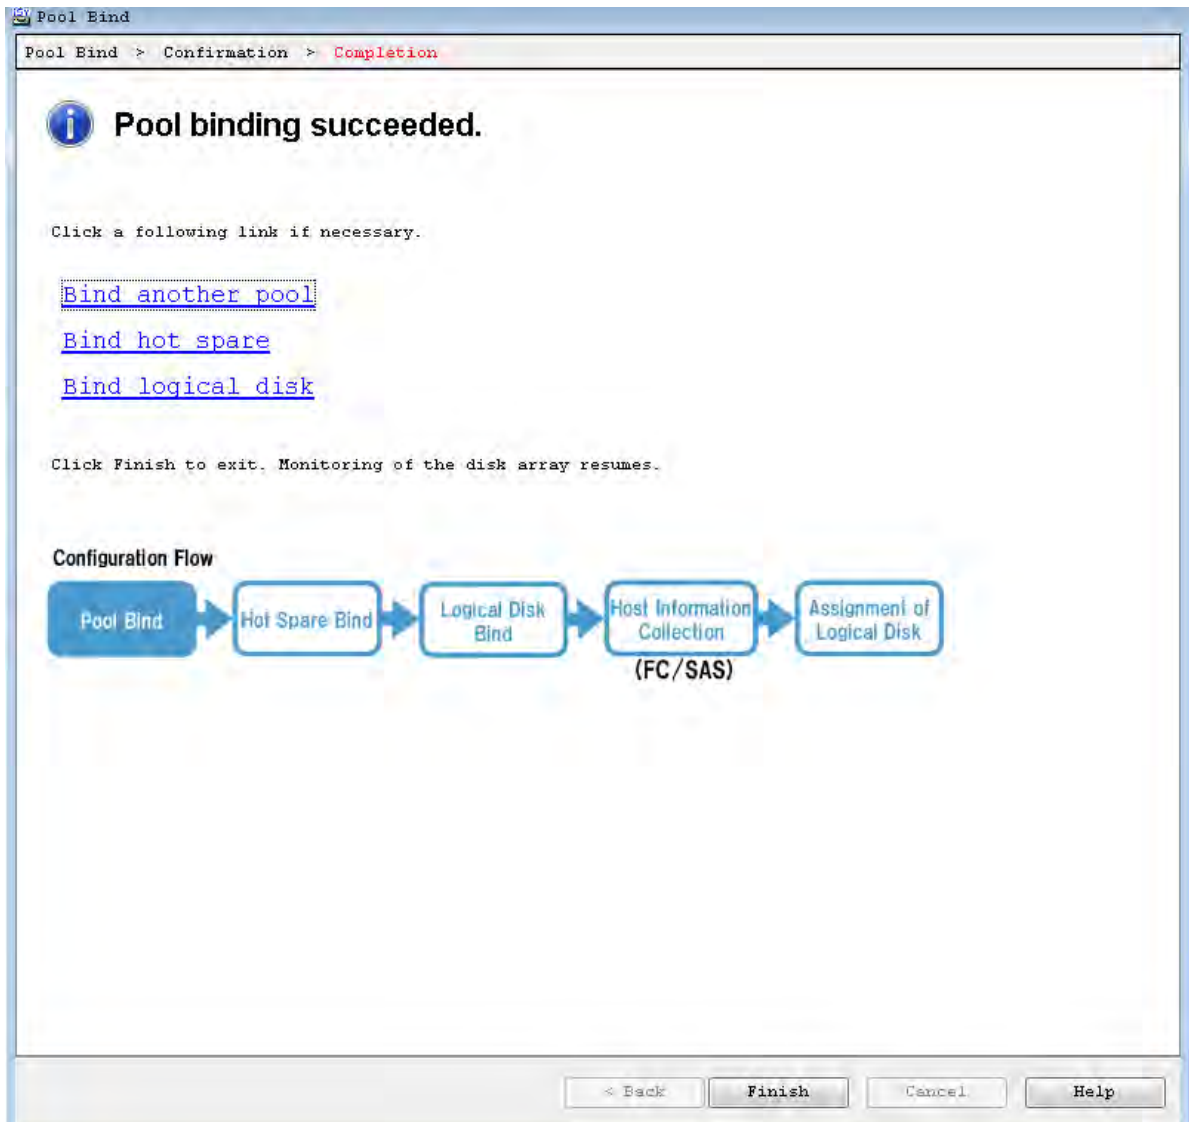 Pool Bind
Pool Bind > Confirmation > Completion
Pool binding succeeded.
Click a following link if necessary.
Bind another pool
Bind hot spare
Bind logical disk
Click Finish to exit. Monitoring of the disk array resumes.
Configuration Flow
Pool Bind
Hot Spare Bind
Logical Disk
Bind
Host Information
Collection
(FC/SAS)
Assignment of
Logical Disk
< Back
Finish
Cancel
Help